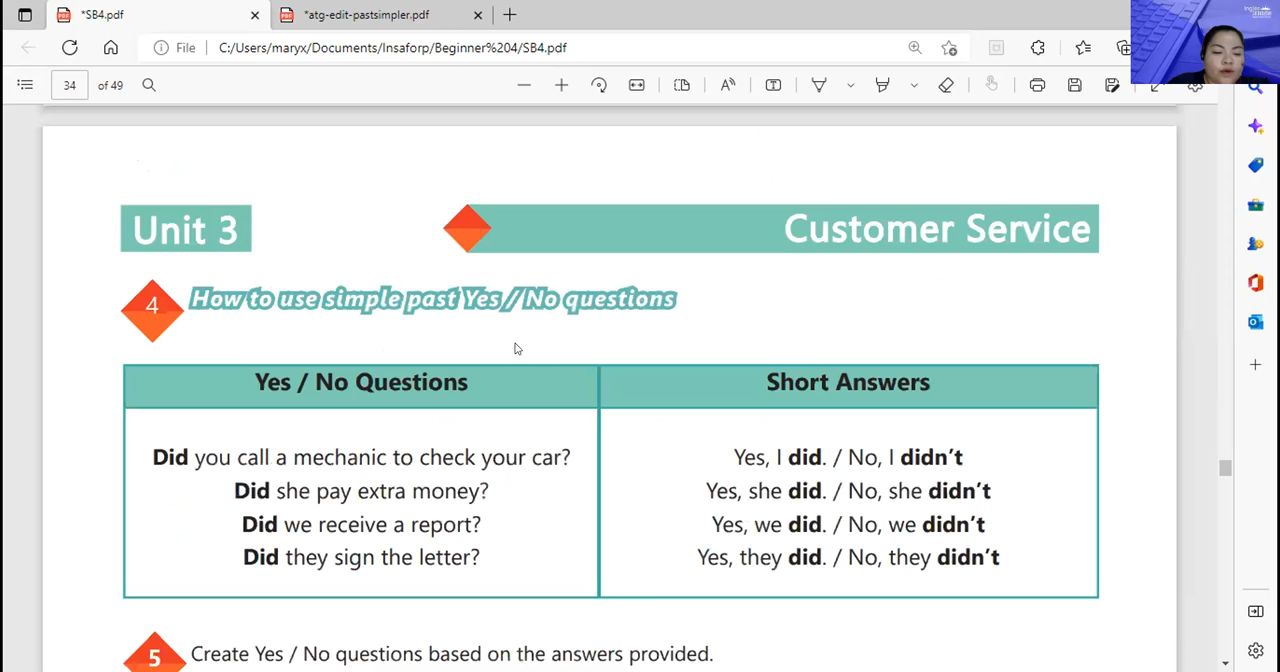 *SB4.pdf
*atg-edit-pastsimpler.pdf
File
C:/Users/maryx/Documents/Insaforp/Beginner%204/SB4.pdf
34
of 49
Unit 3
Customer Service
4
How to use simple past Yes / No questions
Yes / No Questions
Short Answers
Did you call a mechanic to check your car?
Yes, I did. / No, I didn't
Did she pay extra money?
Yes, she did. / No, she didn't
Did we receive a report?
Yes, we did. / No, we didn't
Did they sign the letter?
Yes, they did. / No, they didn't
5
Create Yes / No questions based on the answers provided.